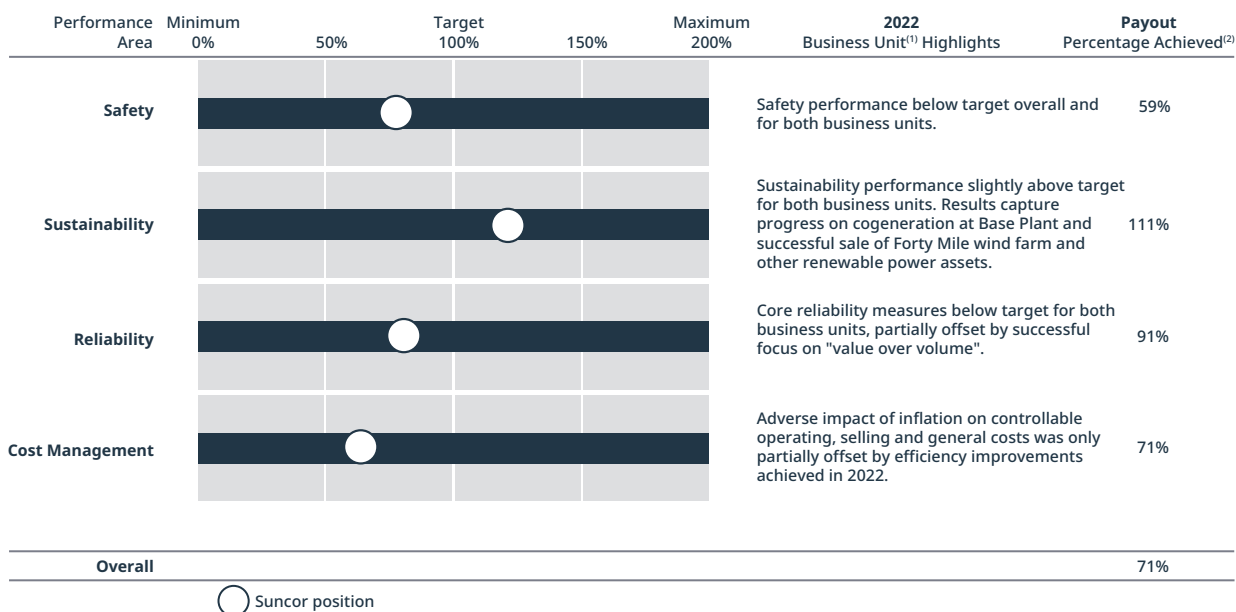 Performance Area Minimum 0% 50% Target 100% 150% Maximum 200% 2022 Business Unit(1) Highlights Payout Percentage Achieved(2)
Safety
Safety performance below target overall and
for both business units.
59%
Sustainability
Sustainability performance slightly above target
for both business units. Results capture
progress on cogeneration at Base Plant and
successful sale of Forty Mile wind farm and
other renewable power assets.
111%
Reliability
Core reliability measures below target for both
business units, partially offset by successful
focus on "value over volume".
91%
Cost Management
Adverse impact of inflation on controllable
operating, selling and general costs was only
partially offset by efficiency improvements
achieved in 2022.
71%
Overall 71%
Suncor position